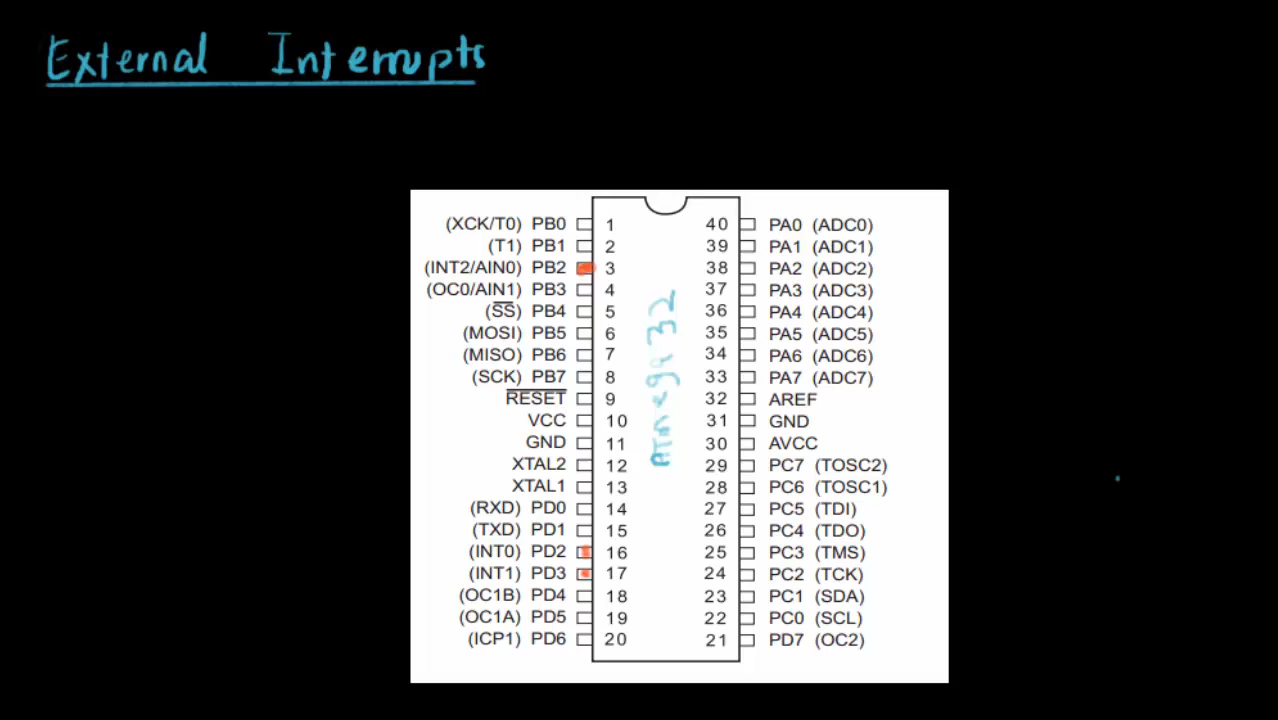 External Interrupts
(XCK/T0) PB0 1 40 PA0 (ADC0)
(T1) PB1 2 39 PA1 (ADC1)
(INT2/AIN0) PB2 3 38 PA2 (ADC2)
(OC0/AIN1) PB3 4 37 PA3 (ADC3)
(SS) PB4 5 36 PA4 (ADC4)
(MOSI) PB5 6 35 PA5 (ADC5)
(MISO) PB6 7 34 PA6 (ADC6)
(SCK) PB7 8 33 PA7 (ADC7)
RESET 9 32 AREF
VCC 10 31 GND
GND 11 30 AVCC
XTAL2 12 29 PC7 (TOSC2)
XTAL1 13 28 PC6 (TOSC1)
(RXD) PD0 14 27 PC5 (TDI)
(TXD) PD1 15 26 PC4 (TDO)
(INT0) PD2 16 25 PC3 (TMS)
(INT1) PD3 17 24 PC2 (TCK)
(OC1B) PD4 18 23 PC1 (SDA)
(OC1A) PD5 19 22 PC0 (SCL)
(ICP1) PD6 20 21 PD7 (OC2)
ATmega32